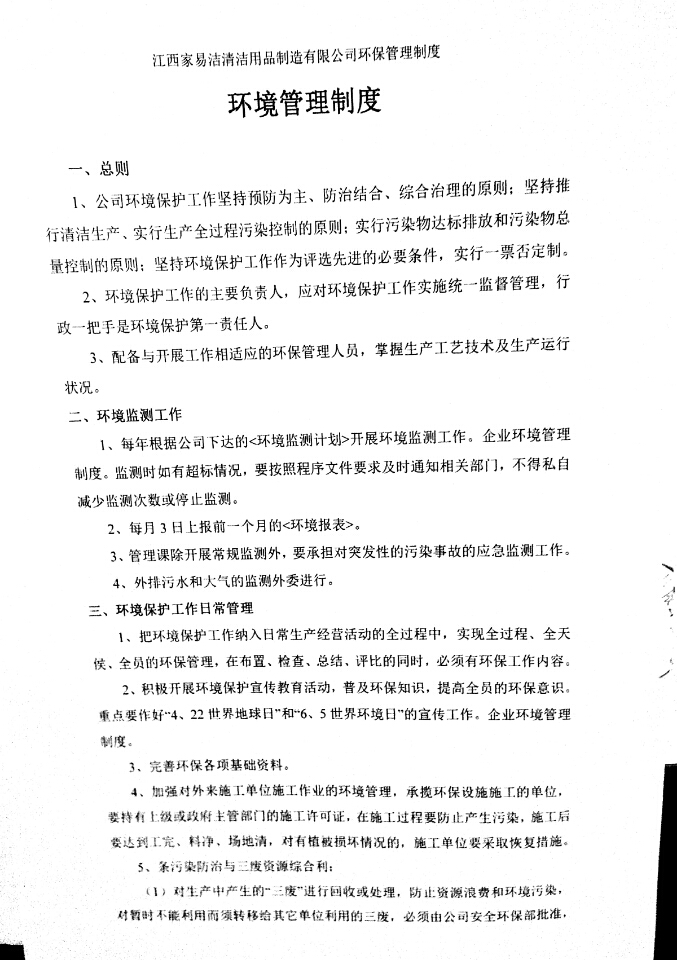 江西家易洁清洁用品制造有限公司环保管理制度
环境管理制度
一、总则
1、公司环境保护工作坚持预防为主、防治结合、综合治理的原则；坚持推
行清洁生产、实行生产全过程污染控制的原则；实行污染物达标排放和污染物总
量控制的原则；坚持环境保护工作作为评选先进的必要条件，实行一票否定制。
2、环境保护工作的主要负责人，应对环境保护工作实施统一监督管理，行
政一把手是环境保护第一责任人。
3、配备与开展工作相适应的环保管理人员，掌握生产工艺技术及生产运行
状况。
二、环境监测工作
1、每年根据公司下达的<环境监测计划>开展环境监测工作。企业环境管理
制度。监测时如有超标情况，要按照程序文件要求及时通知相关部门，不得私自
减少监测次数或停止监测。
2、每月3日上报前一个月的<环境报表>。
3、管理课除开展常规监测外，要承担对突发性的污染事故的应急监测工作。
4、外排污水和大气的监测外委进行。
三、环境保护工作日常管理
1、把环境保护工作纳入日常生产经营活动的全过程中，实现全过程、全天
侯、全员的环保管理，在布置、检查、总结、评比的同时，必须有环保工作内容。
2、积极开展环境保护宣传教育活动，普及环保知识，提高全员的环保意识。
重点要作好“4、22世界地球日”和“6、5世界环境日”的宣传工作。企业环境管理
制度。
3、完善环保各项基础资料。
4、加强对外来施工单位施工作业的环境管理，承揽环保设施施工的单位，
要持有上级或政府主管部门的施工许可证，在施工过程要防止产生污染，施工后
要达到工完、料净、场地清，对有植被损坏情况的，施工单位要采取恢复措施。
5、条污染防治与三废资源综合利：
（1）对生产中产生的“三废”进行回收或处理，防止资源浪费和环境污染，
对暂时不能利用而须转移给其它单位利用的三废，必须由公司安全环保部批准，